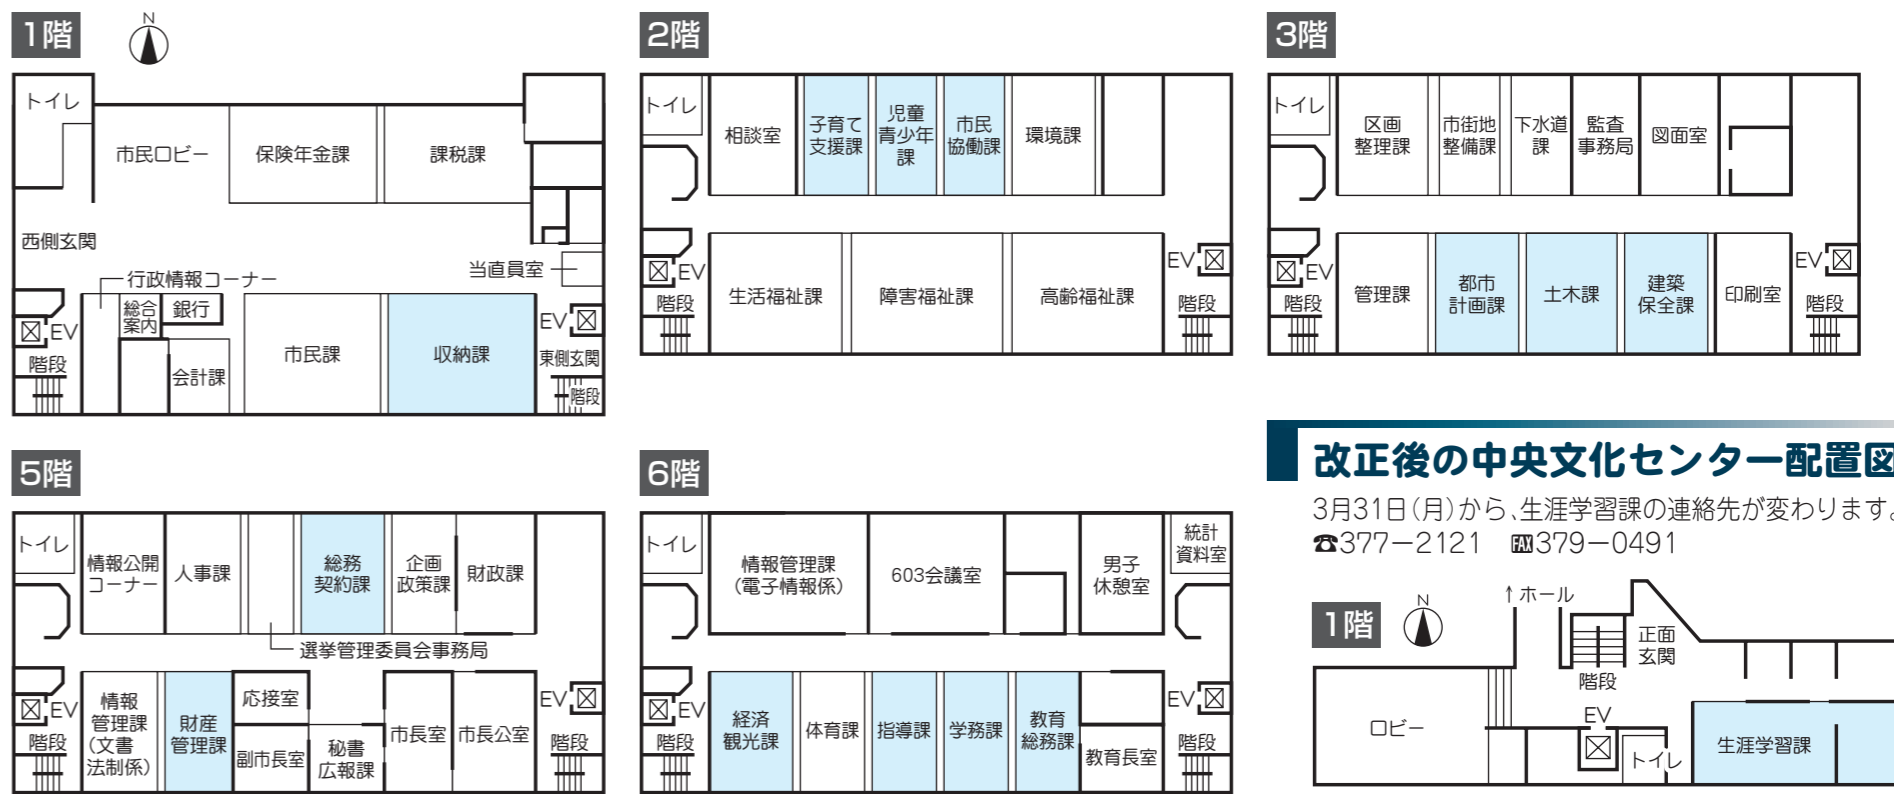 1階
N
トイレ
市民ロビー
保険年金課
課税課
西側玄関
行政情報コーナー
当直員室
総合
案内
銀行
EV
階段
会計課
市民課
収納課
EV
東側玄関
階段
2階
トイレ
相談室
子育て
支援課
児童
青少年
課
市民
協働課
環境課
EV
階段
生活福祉課
障害福祉課
高齢福祉課
EV
階段
3階
トイレ
区画
整理課
市街地
整備課
下水道
課
監査
事務局
図面室
EV
階段
管理課
都市
計画課
土木課
建築
保全課
印刷室
EV
階段
5階
トイレ
情報公開
コーナー
人事課
総務
契約課
企画
政策課
財政課
選挙管理委員会事務局
EV
階段
情報
管理課
(文書
法制係)
財産
管理課
応接室
副市長室
秘書
広報課
市長室
市長公室
EV
階段
6階
トイレ
情報管理課
(電子情報係)
603会議室
男子
休憩室
統計
資料室
EV
階段
経済
観光課
体育課
指導課
学務課
教育
総務課
教育長室
EV
階段
改正後の中央文化センター配置図
3月31日(月)から、生涯学習課の連絡先が変わります。
☎377−2121 FAX379−0491
1階
N
↑ホール
正面
玄関
階段
ロビー
EV
トイレ
生涯学習課